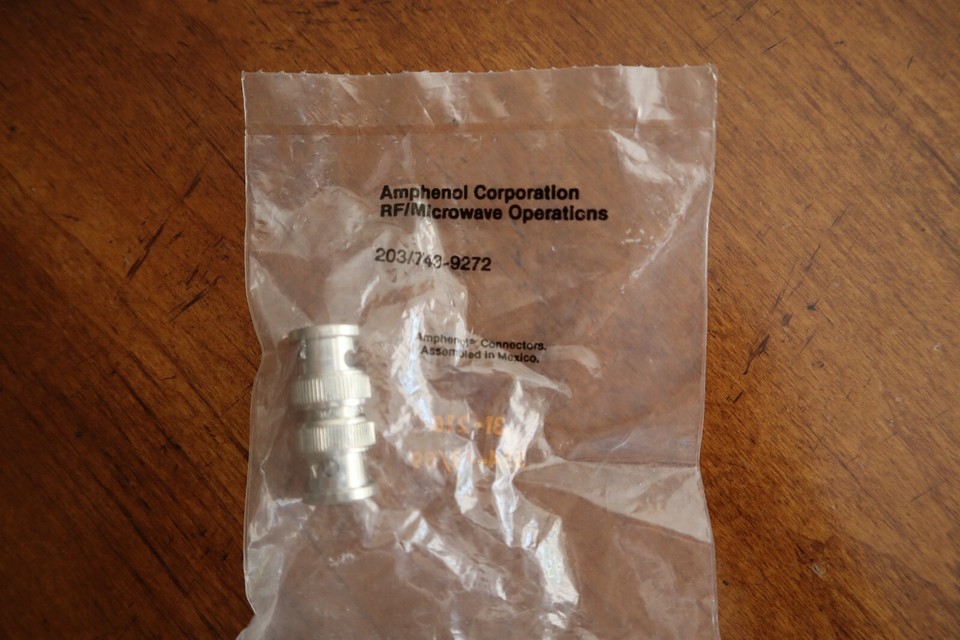 Amphenol Corporation
RF/Microwave Operations
203/743-9272
Amphenol® Connectors.
Assembled in Mexico.